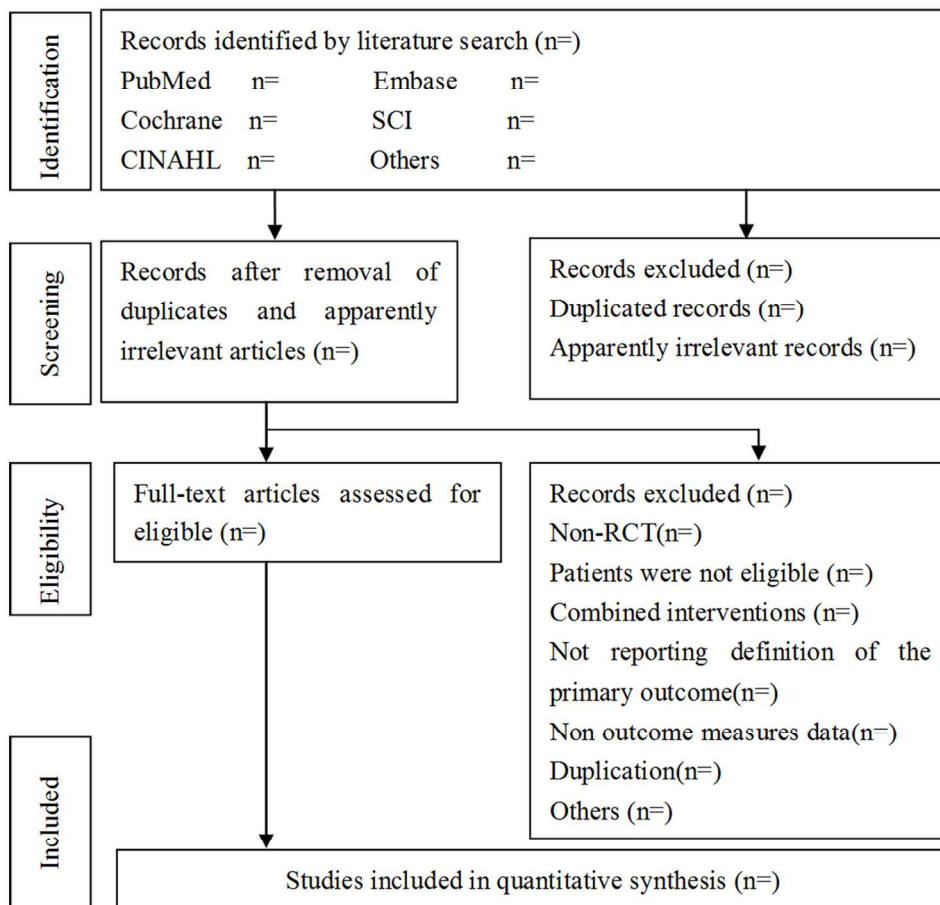 Identification
Records identified by literature search (n=)
PubMed n= Embase n=
Cochrane n= SCI n=
CINAHL n= Others n=
Screening
Records after removal of
duplicates and apparently
irrelevant articles (n=)
Records excluded (n=)
Duplicated records (n=)
Apparently irrelevant records (n=)
Eligibility
Full-text articles assessed for
eligible (n=)
Records excluded (n=)
Non-RCT(n=)
Patients were not eligible (n=)
Combined interventions (n=)
Not reporting definition of the
primary outcome(n=)
Non outcome measures data(n=)
Duplication(n=)
Others (n=)
Included
Studies included in quantitative synthesis (n=)